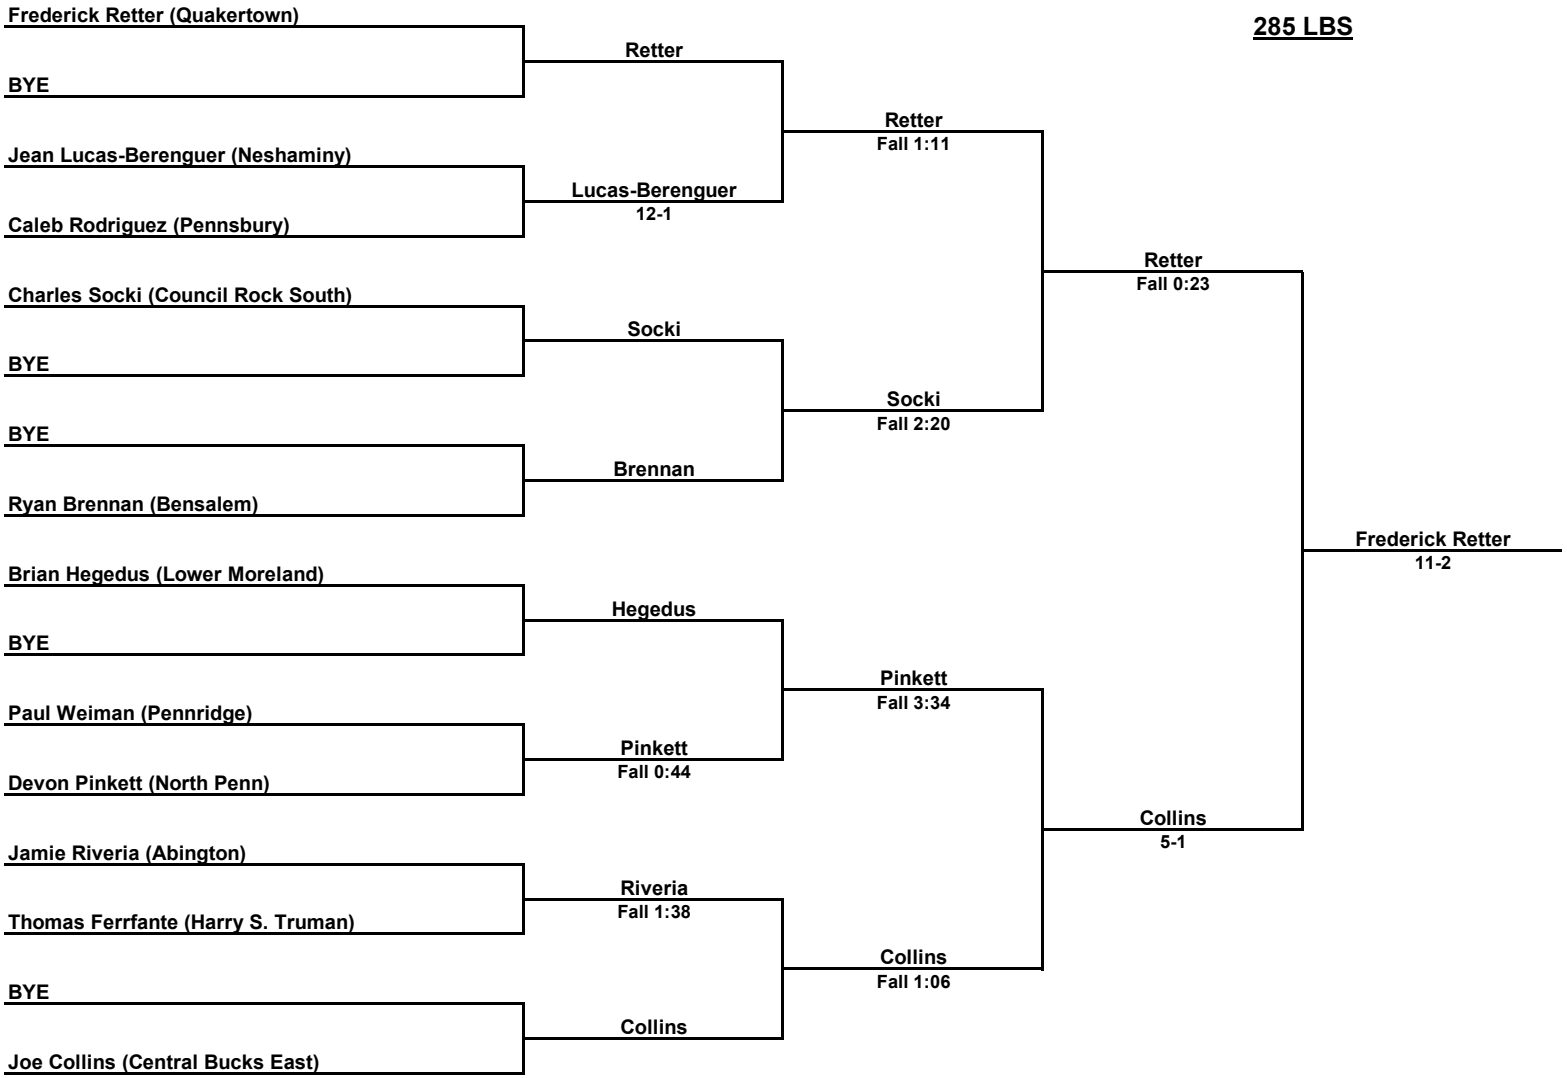 Frederick Retter (Quakertown)
285 LBS
Retter
BYE
Retter
Fall 1:11
Jean Lucas-Berenguer (Neshaminy)
Lucas-Berenguer
12-1
Caleb Rodriguez (Pennsbury)
Retter
Fall 0:23
Charles Socki (Council Rock South)
Socki
BYE
Socki
Fall 2:20
BYE
Brennan
Ryan Brennan (Bensalem)
Frederick Retter
11-2
Brian Hegedus (Lower Moreland)
Hegedus
BYE
Pinkett
Fall 3:34
Paul Weiman (Pennridge)
Pinkett
Fall 0:44
Devon Pinkett (North Penn)
Collins
5-1
Jamie Riveria (Abington)
Riveria
Fall 1:38
Thomas Ferrfante (Harry S. Truman)
Collins
Fall 1:06
BYE
Collins
Joe Collins (Central Bucks East)